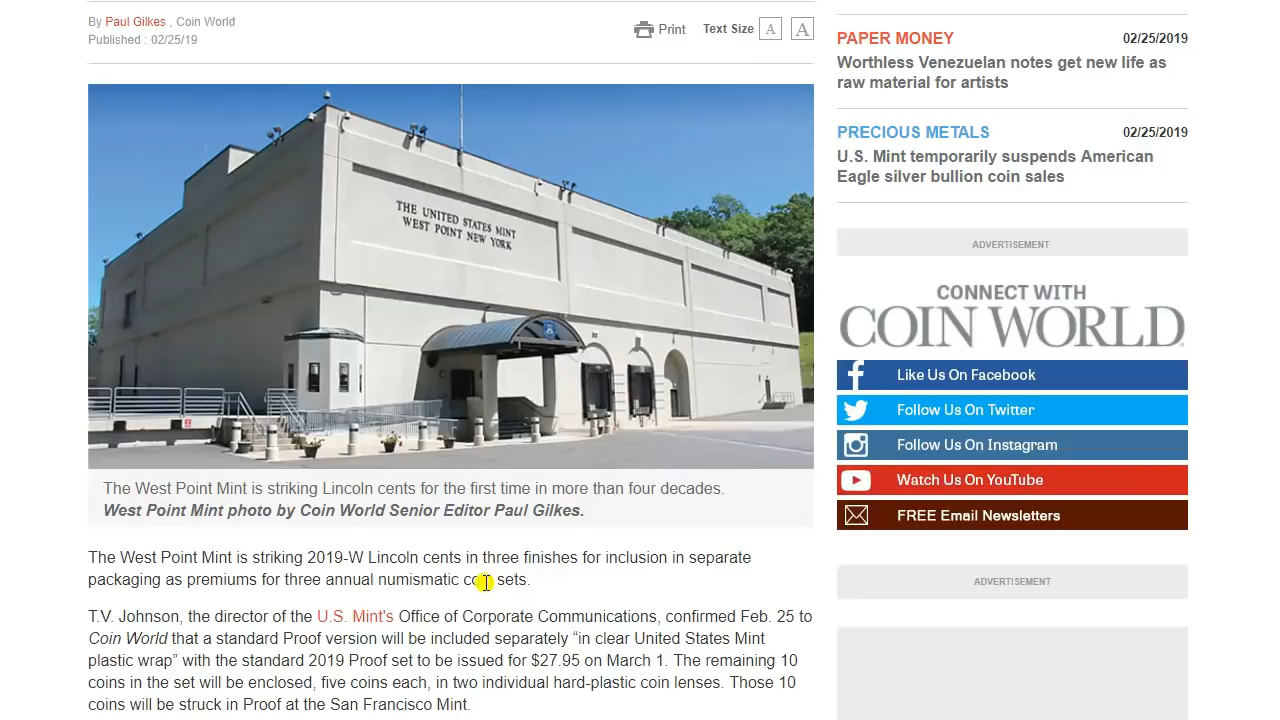 By Paul Gilkes , Coin World
Published : 02/25/19
Print
Text Size
A
A
THE UNITED STATES MINT
WEST POINT NEW YORK
The West Point Mint is striking Lincoln cents for the first time in more than four decades.
West Point Mint photo by Coin World Senior Editor Paul Gilkes.
The West Point Mint is striking 2019-W Lincoln cents in three finishes for inclusion in separate
packaging as premiums for three annual numismatic coin sets.
T.V. Johnson, the director of the U.S. Mint's Office of Corporate Communications, confirmed Feb. 25 to
Coin World that a standard Proof version will be included separately “in clear United States Mint
plastic wrap” with the standard 2019 Proof set to be issued for $27.95 on March 1. The remaining 10
coins in the set will be enclosed, five coins each, in two individual hard-plastic coin lenses. Those 10
coins will be struck in Proof at the San Francisco Mint.
PAPER MONEY
02/25/2019
Worthless Venezuelan notes get new life as
raw material for artists
PRECIOUS METALS
02/25/2019
U.S. Mint temporarily suspends American
Eagle silver bullion coin sales
ADVERTISEMENT
CONNECT WITH
COIN WORLD
Like Us On Facebook
Follow Us On Twitter
Follow Us On Instagram
Watch Us On YouTube
FREE Email Newsletters
ADVERTISEMENT